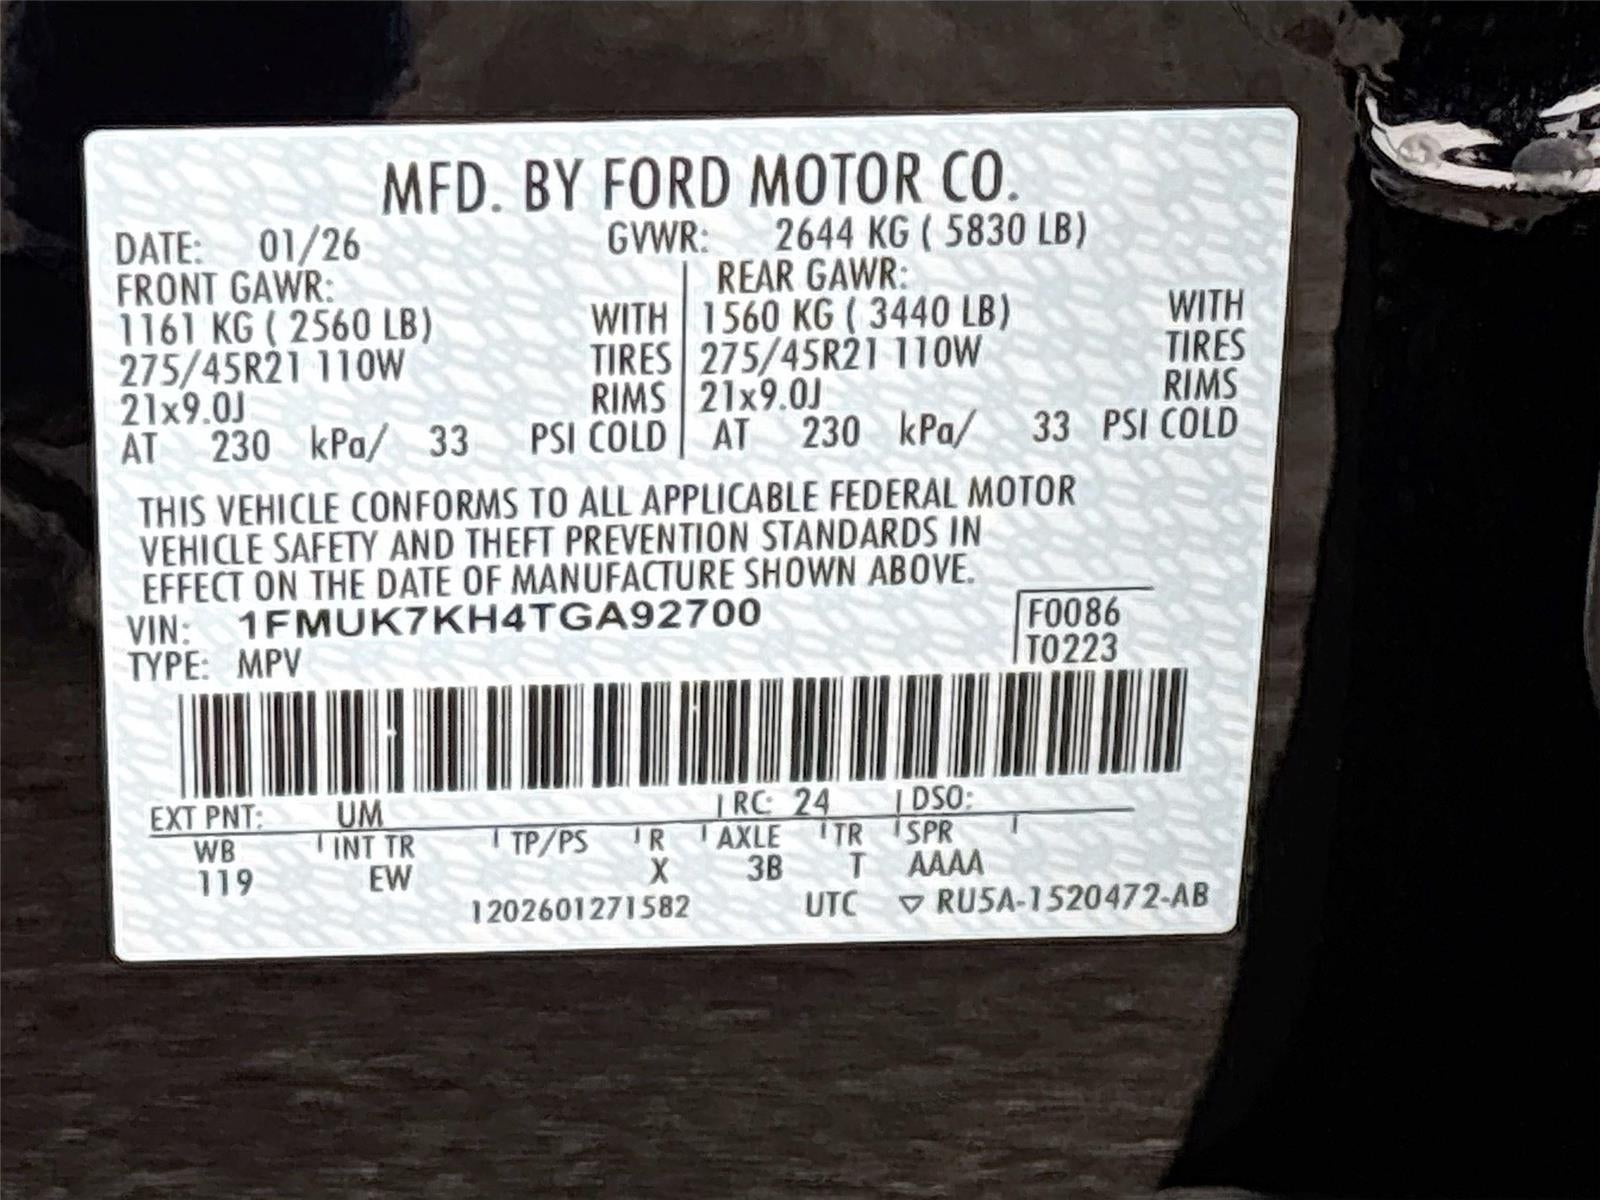 MFD. BY FORD MOTOR CO.
DATE: 01/26 GVWR: 2644 KG ( 5830 LB)
FRONT GAWR: REAR GAWR:
1161 KG ( 2560 LB) WITH 1560 KG ( 3440 LB) WITH
275/45R21 110W TIRES 275/45R21 110W TIRES
21x9.0J RIMS 21x9.0J RIMS
AT 230 kPa/ 33 PSI COLD AT 230 kPa/ 33 PSI COLD
THIS VEHICLE CONFORMS TO ALL APPLICABLE FEDERAL MOTOR
VEHICLE SAFETY AND THEFT PREVENTION STANDARDS IN
EFFECT ON THE DATE OF MANUFACTURE SHOWN ABOVE.
VIN: 1FMUK7KH4TGA92700 F0086
TYPE: MPV T0223
EXT PNT: UM RC: 24 DSO:
WB INT TR TP/PS R AXLE TR SPR
119 EW X 3B T AAAA
1202601271582 UTC ▽ RU5A-1520472-AB